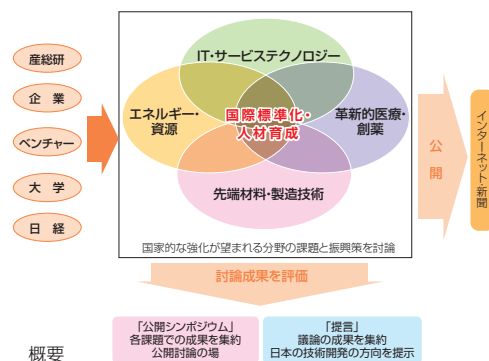 産総研
企　業
ベンチャー
大　学
日　経
IT・サービステクノロジー
エネルギー・
資源
国際標準化・
人材育成
革新的医療・
創薬
先端材料・製造技術
国家的な強化が望まれる分野の課題と振興策を討論
公開
インターネット・新聞
討論成果を評価
「公開シンポジウム」
各課題での成果を集約
公開討論の場
「提言」
議論の成果を集約
日本の技術開発の方向を提示
概要